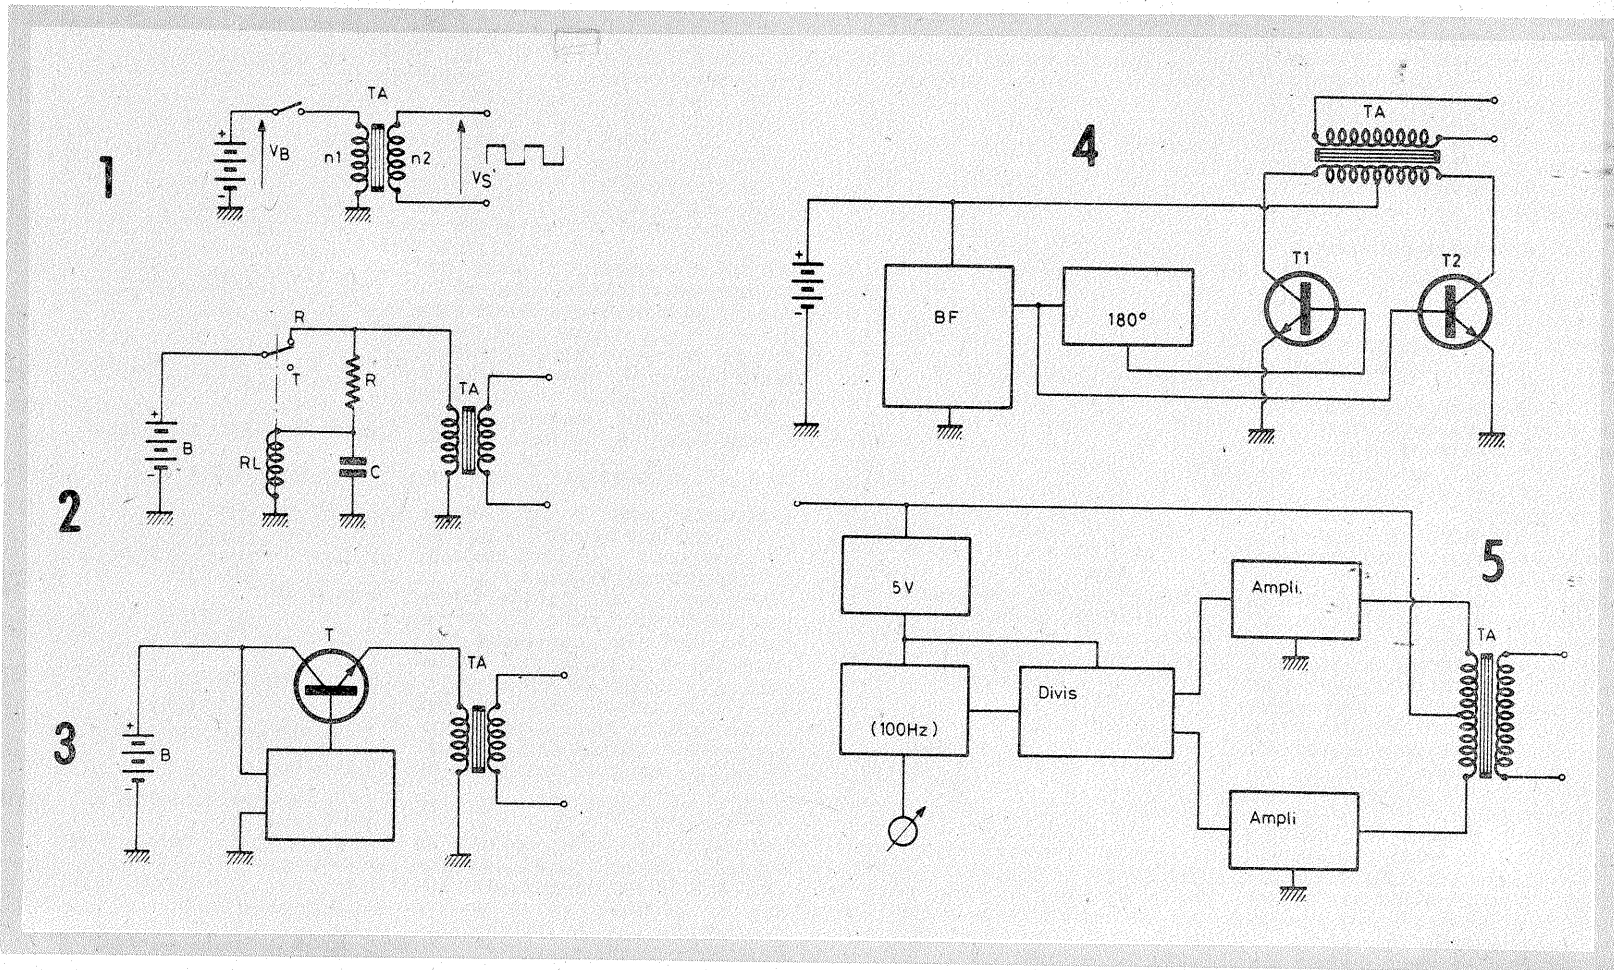 1
TA
+
VB
n1
n2
VS
-
2
R
T
R
TA
+
B
RL
C
-
3
T
TA
+
B
-
4
TA
T1
T2
+
BF
180°
-
5
5V
Ampli.
TA
Divis
(100Hz)
Ampli